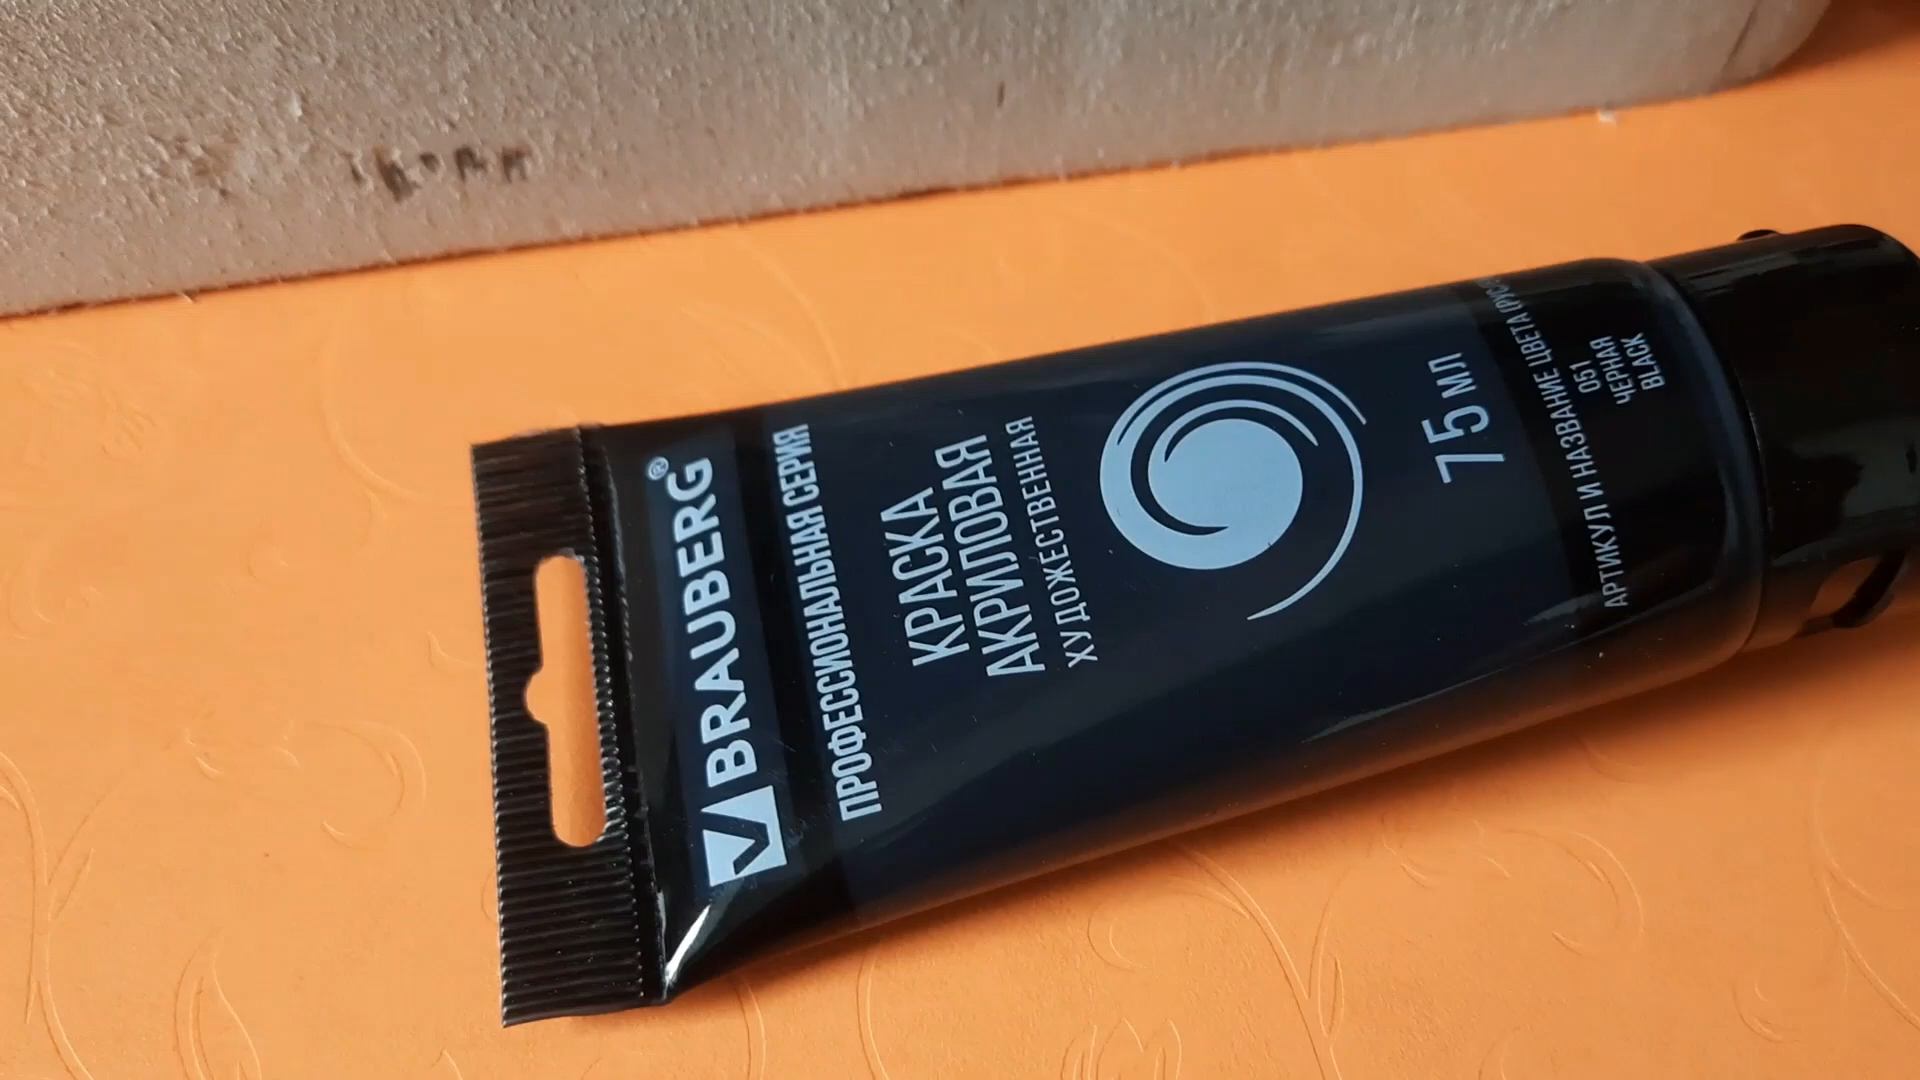 BRAUBERG®
ПРОФЕССИОНАЛЬНАЯ СЕРИЯ
КРАСКА
АКРИЛОВАЯ
ХУДОЖЕСТВЕННАЯ
75 МЛ
АРТИКУЛ И НАЗВАНИЕ ЦВЕТА
051
ЧЕРНАЯ
BLACK